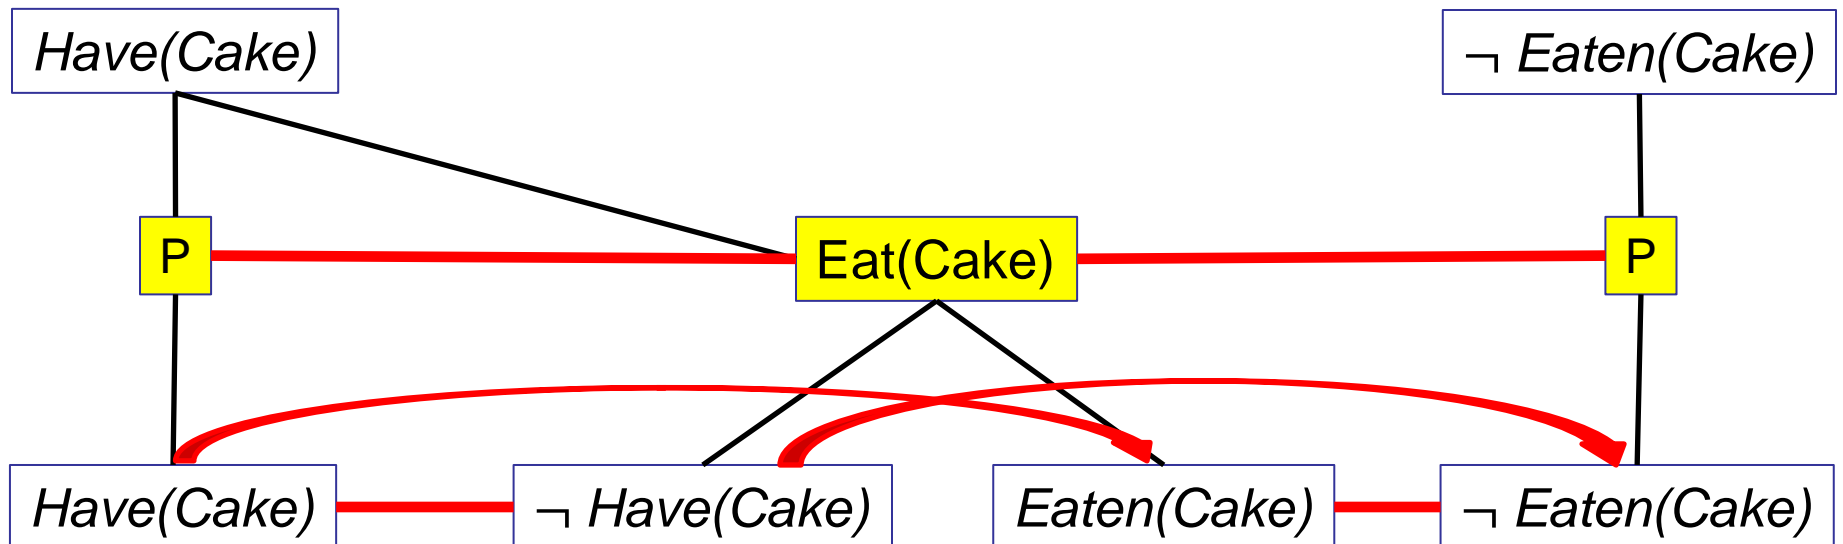 Have(Cake)
¬ Eaten(Cake)
P
Eat(Cake)
P
Have(Cake)
¬ Have(Cake)
Eaten(Cake)
¬ Eaten(Cake)